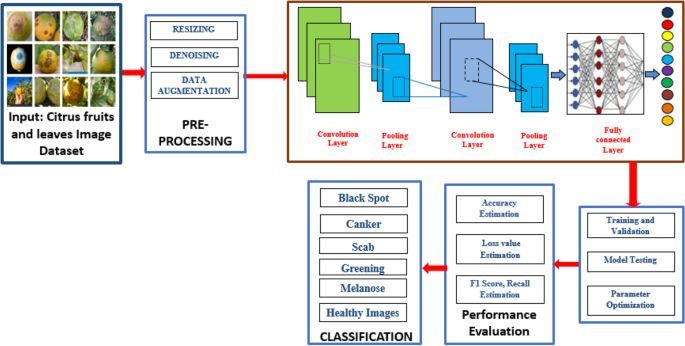 RESIZING
DENOISING
DATA
AUGMENTATION
PRE-
PROCESSING
Input: Citrus fruits
and leaves Image
Dataset
Convolution
Layer
Pooling
Layer
Convolution
Layer
Pooling
Layer
Fully
connected
Layer
Training and
Validation
Model Testing
Parameter
Optimization
Accuracy
Estimation
Loss value
Estimation
F1 Score, Recall
Estimation
Performance
Evaluation
Black Spot
Canker
Scab
Greening
Melanose
Healthy Images
CLASSIFICATION